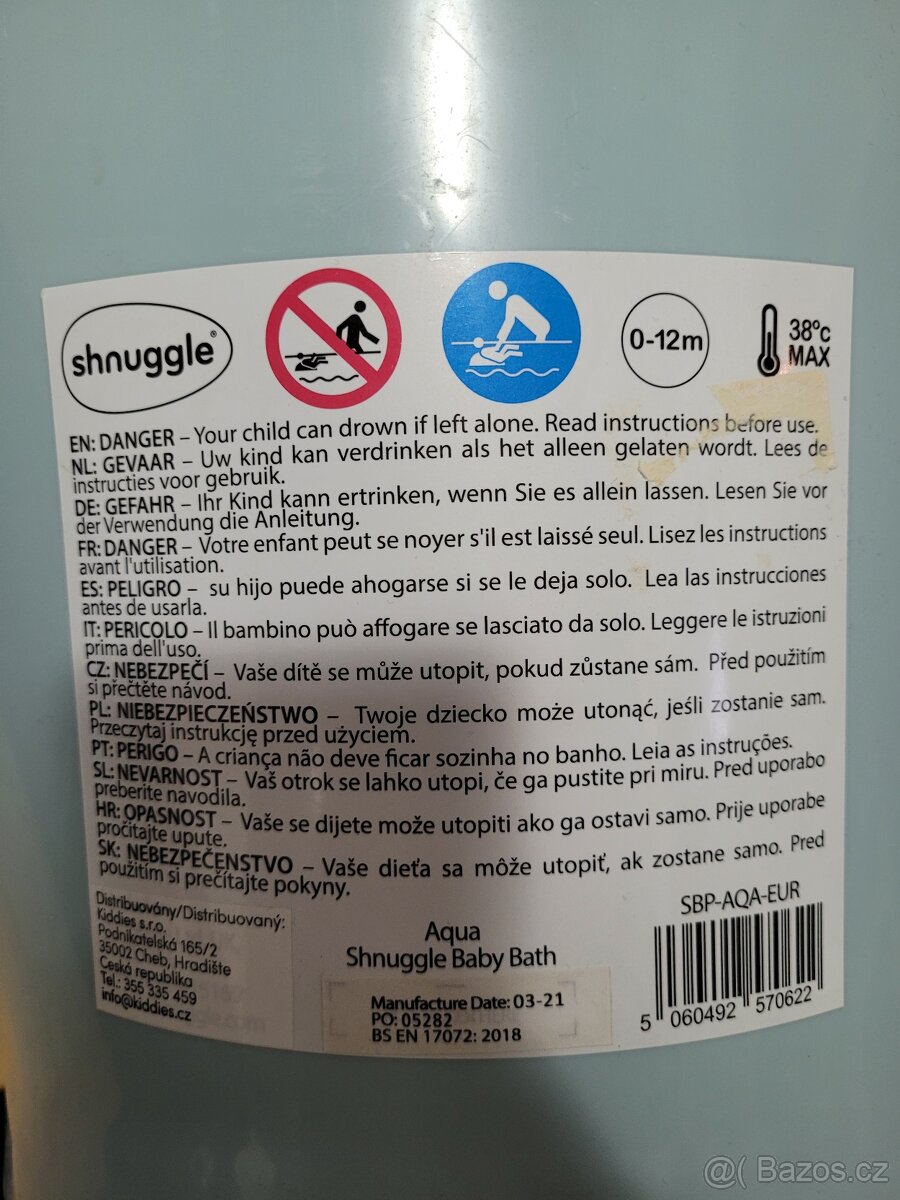 shnuggle®
0-12m
38°c
MAX
EN: DANGER – Your child can drown if left alone. Read instructions before use.
NL: GEVAAR – Uw kind kan verdrinken als het alleen gelaten wordt. Lees de
instructies voor gebruik.
DE: GEFAHR – Ihr Kind kann ertrinken, wenn Sie es allein lassen. Lesen Sie vor
der Verwendung die Anleitung.
FR: DANGER – Votre enfant peut se noyer s'il est laissé seul. Lisez les instructions
avant l'utilisation.
ES: PELIGRO – su hijo puede ahogarse si se le deja solo. Lea las instrucciones
antes de usarla.
IT: PERICOLO – Il bambino può affogare se lasciato da solo. Leggere le istruzioni
prima dell'uso.
CZ: NEBEZPEČÍ – Vaše dítě se může utopit, pokud zůstane sám. Před použitím
si přečtěte návod.
PL: NIEBEZPIECZEŃSTWO – Twoje dziecko może utonąć, jeśli zostanie sam.
Przeczytaj instrukcję przed użyciem.
PT: PERIGO – A criança não deve ficar sozinha no banho. Leia as instruções.
SL: NEVARNOST – Vaš otrok se lahko utopi, če ga pustite pri miru. Pred uporabo
preberite navodila.
HR: OPASNOST – Vaše se dijete može utopiti ako ga ostavi samo. Prije uporabe
pročitajte upute.
SK: NEBEZPEČENSTVO – Vaše dieťa sa môže utopiť, ak zostane samo. Pred
použitím si prečítajte pokyny.
Distribuovány/Distribuovaný:
Kiddies s.r.o.
Podnikatelská 165/2
35002 Cheb, Hradiště
Česká republika
Tel.: 355 335 459
info@kiddies.cz
Aqua
Shnuggle Baby Bath
Manufacture Date: 03-21
PO: 05282
BS EN 17072: 2018
SBP-AQA-EUR
5 060492 570622
@( Bazos.cz